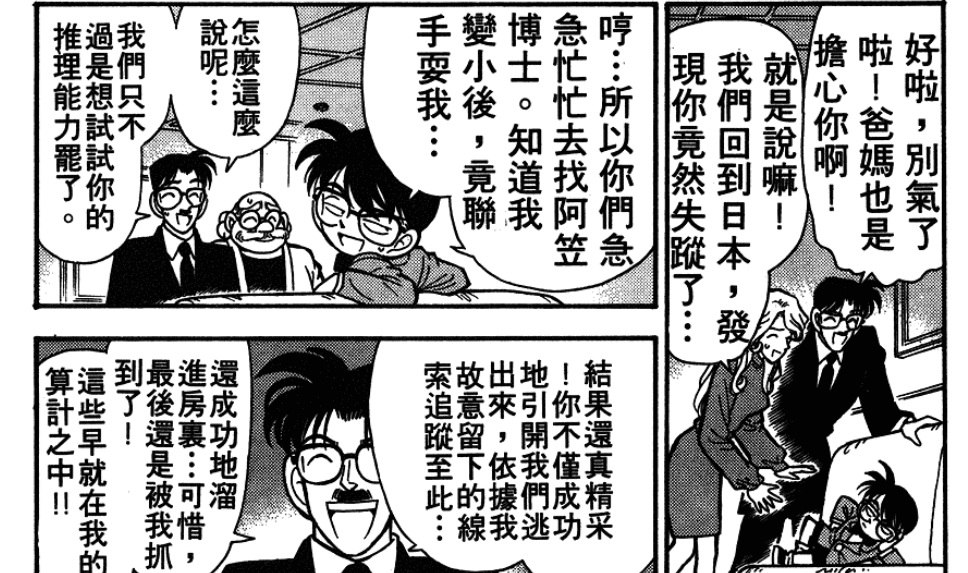 好啦，別氣了
啦！爸媽也是
擔心你啊！
就是說嘛！
我們回到日本，發
現你竟然失蹤了…
哼…所以你們急
急忙忙去找阿笠
博士。知道我
變小後，竟聯
手耍我…
怎麼這麼
說呢…
我們只不
過是想試試你的
推理能力罷了。
結果還真精采
！你不僅成功
地引開我們逃
出來，依據我
故意留下的線
索追蹤至此…
還成功地溜
進房裏…可惜，
最後還是被我抓
到了！
這些早就在我的
算計之中!!